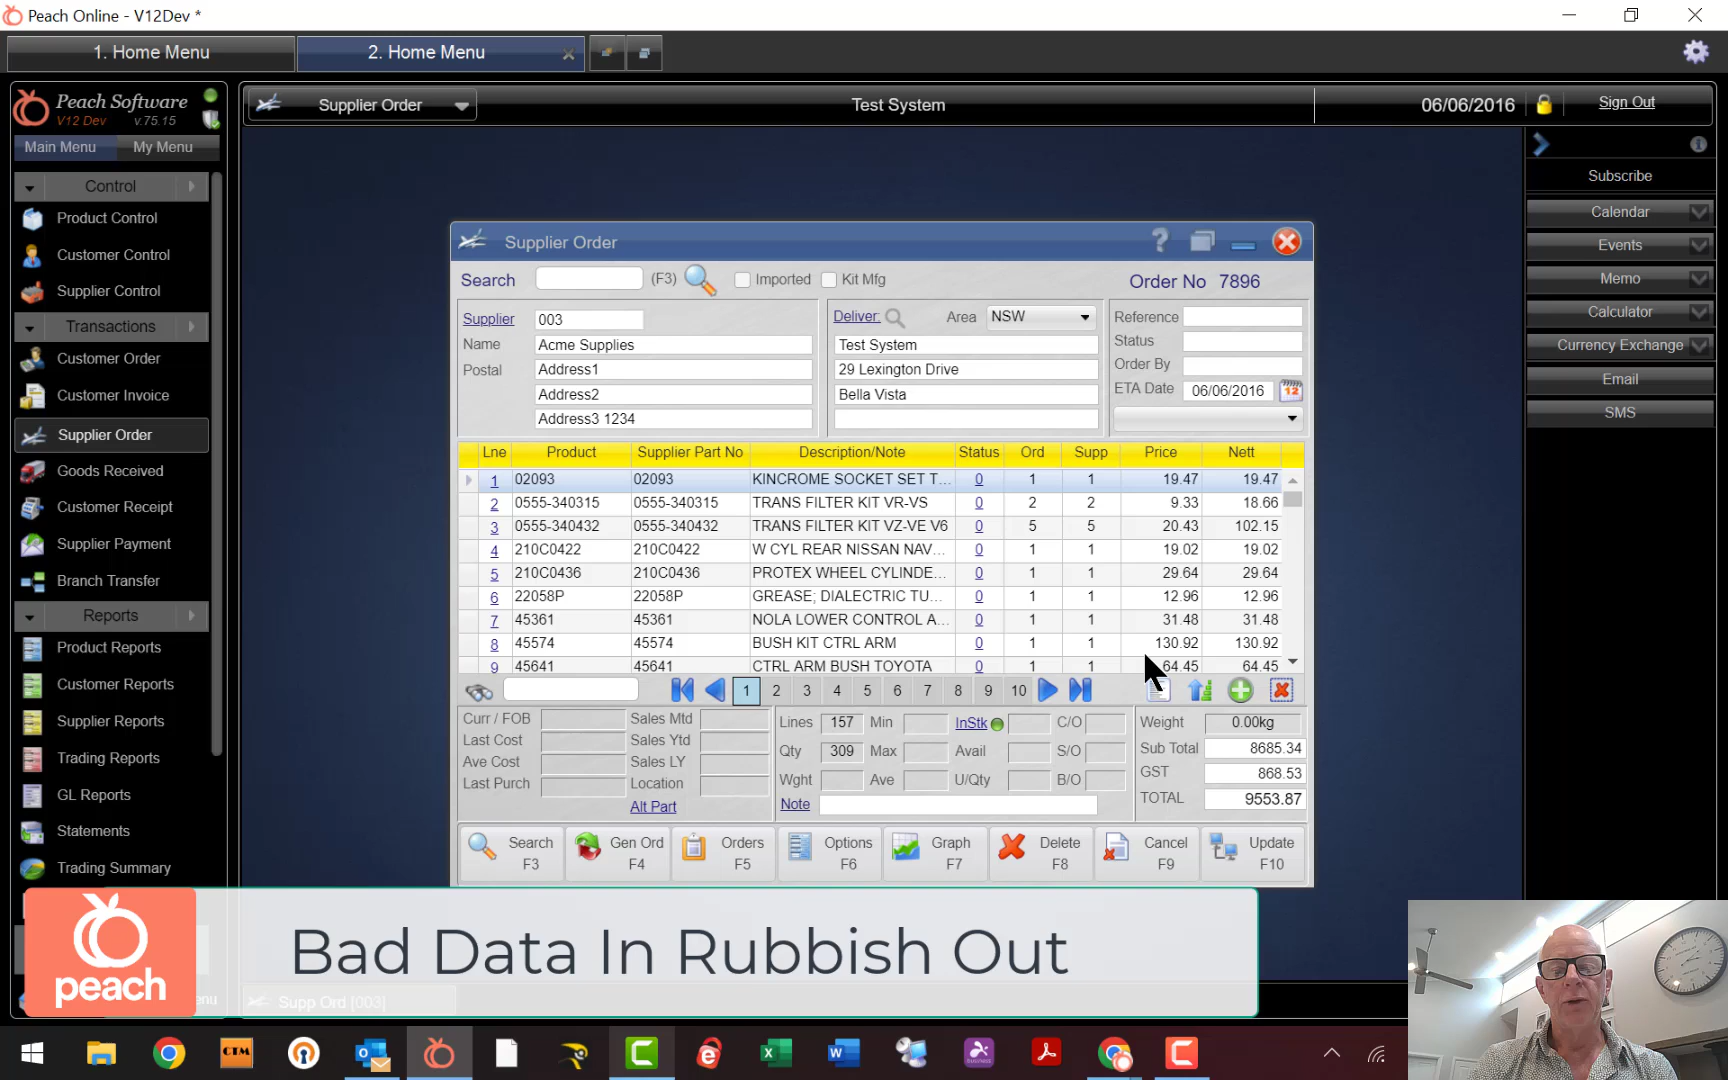 Peach Online - V12Dev *
1. Home Menu
2. Home Menu
Peach Software
V12 Dev v.75.15
Supplier Order
Test System
06/06/2016
Sign Out
Main Menu
My Menu
Control
Product Control
Customer Control
Supplier Control
Transactions
Customer Order
Customer Invoice
Supplier Order
Goods Received
Customer Receipt
Supplier Payment
Branch Transfer
Reports
Product Reports
Customer Reports
Supplier Reports
Trading Reports
GL Reports
Statements
Trading Summary
Subscribe
Calendar
Events
Memo
Calculator
Currency Exchange
Email
SMS
Supplier Order
?
Search (F3) Imported Kit Mfg Order No 7896
Supplier 003
Name Acme Supplies
Postal Address1
Address2
Address3 1234
Deliver: Area NSW
Test System
29 Lexington Drive
Bella Vista
Reference
Status
Order By
ETA Date 06/06/2016 12
Lne Product Supplier Part No Description/Note Status Ord Supp Price Nett
1 02093 02093 KINCROME SOCKET SET T... 0 1 1 19.47 19.47
2 0555-340315 0555-340315 TRANS FILTER KIT VR-VS 0 2 2 9.33 18.66
3 0555-340432 0555-340432 TRANS FILTER KIT VZ-VE V6 0 5 5 20.43 102.15
4 210C0422 210C0422 W CYL REAR NISSAN NAV... 0 1 1 19.02 19.02
5 210C0436 210C0436 PROTEX WHEEL CYLINDE... 0 1 1 29.64 29.64
6 22058P 22058P GREASE; DIALECTRIC TU... 0 1 1 12.96 12.96
7 45361 45361 NOLA LOWER CONTROL A... 0 1 1 31.48 31.48
8 45574 45574 BUSH KIT CTRL ARM 0 1 1 130.92 130.92
9 45641 45641 CTRL ARM BUSH TOYOTA 0 1 1 64.45 64.45
1 2 3 4 5 6 7 8 9 10
Curr / FOB Sales Mtd
Last Cost Sales Ytd
Ave Cost Sales LY
Last Purch Location
Alt Part
Lines 157 Min InStk C/O
Qty 309 Max Avail S/O
Wght Ave U/Qty B/O
Note
Weight 0.00kg
Sub Total 8685.34
GST 868.53
TOTAL 9553.87
Search F3
Gen Ord F4
Orders F5
Options F6
Graph F7
Delete F8
Cancel F9
Update F10
peach
Bad Data In Rubbish Out
enu
Supp Ord [003]
CTM